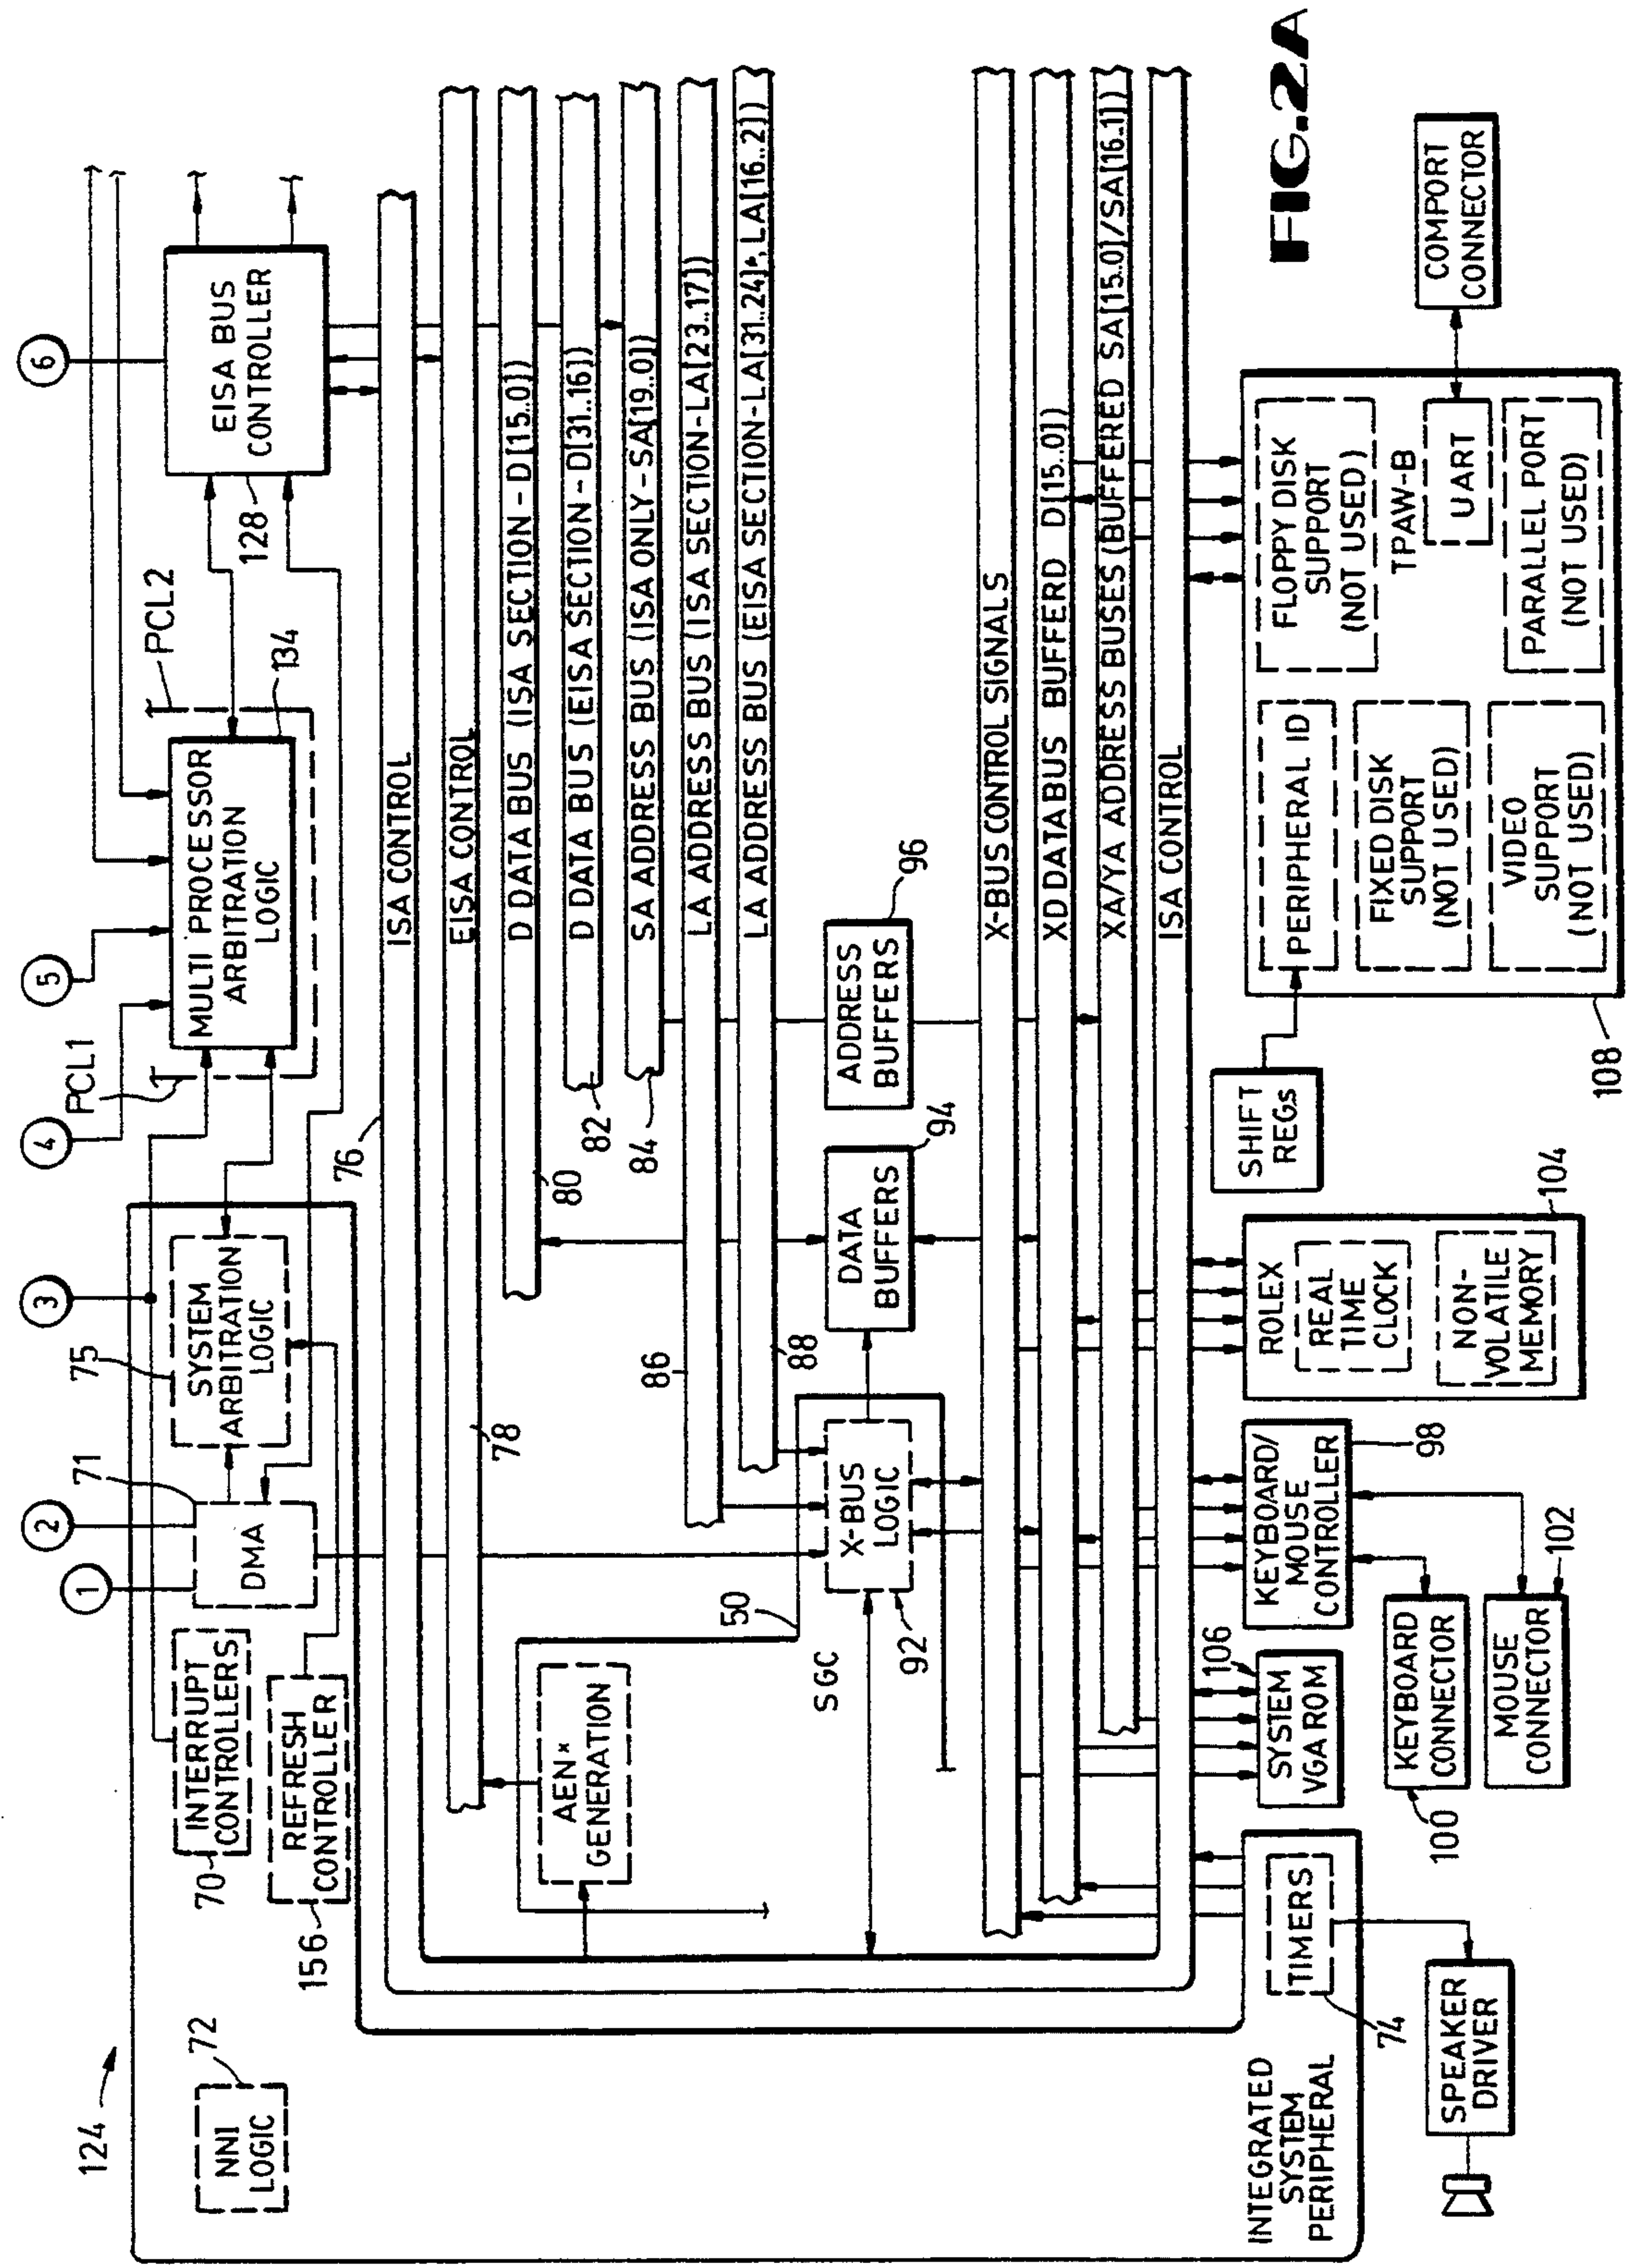 124
NNI
LOGIC
72
INTERRUPT
CONTROLLERS
70
REFRESH
CONTROLLER
156
1
2
71
DMA
3
75
SYSTEM
ARBITRATION
LOGIC
4
5
PCL1
PCL2
MULTI PROCESSOR
ARBITRATION
LOGIC
134
6
EISA BUS
CONTROLLER
128
76
ISA CONTROL
78
EISA CONTROL
80
D DATA BUS (ISA SECTION - D[15..0])
82
D DATA BUS (EISA SECTION - D[31..16])
84
SA ADDRESS BUS (ISA ONLY - SA[19..0])
86
LA ADDRESS BUS (ISA SECTION-LA[23..17])
88
LA ADDRESS BUS (EISA SECTION-LA[31..24]*, LA[16..2])
AEN×
GENERATION
50
SGC
X-BUS
LOGIC
92
DATA
BUFFERS
94
ADDRESS
BUFFERS
96
X-BUS CONTROL SIGNALS
XD DATA BUS BUFFERD D[15..0])
XA/YA ADDRESS BUSES (BUFFERED SA[15..0]/SA[16..1])
ISA CONTROL
INTEGRATED
SYSTEM
PERIPHERAL
TIMERS
74
SPEAKER
DRIVER
SYSTEM
VGA ROM
106
KEYBOARD/
MOUSE
CONTROLLER
98
KEYBOARD
CONNECTOR
100
MOUSE
CONNECTOR
102
ROLEX
REAL
TIME
CLOCK
NON-
VOLATILE
MEMORY
104
SHIFT
REGs
108
PERIPHERAL ID
FIXED DISK
SUPPORT
(NOT USED)
VIDEO
SUPPORT
(NOT USED)
FLOPPY DISK
SUPPORT
(NOT USED)
TPAW-B
UART
PARALLEL PORT
(NOT USED)
COMPORT
CONNECTOR
FIG.2A